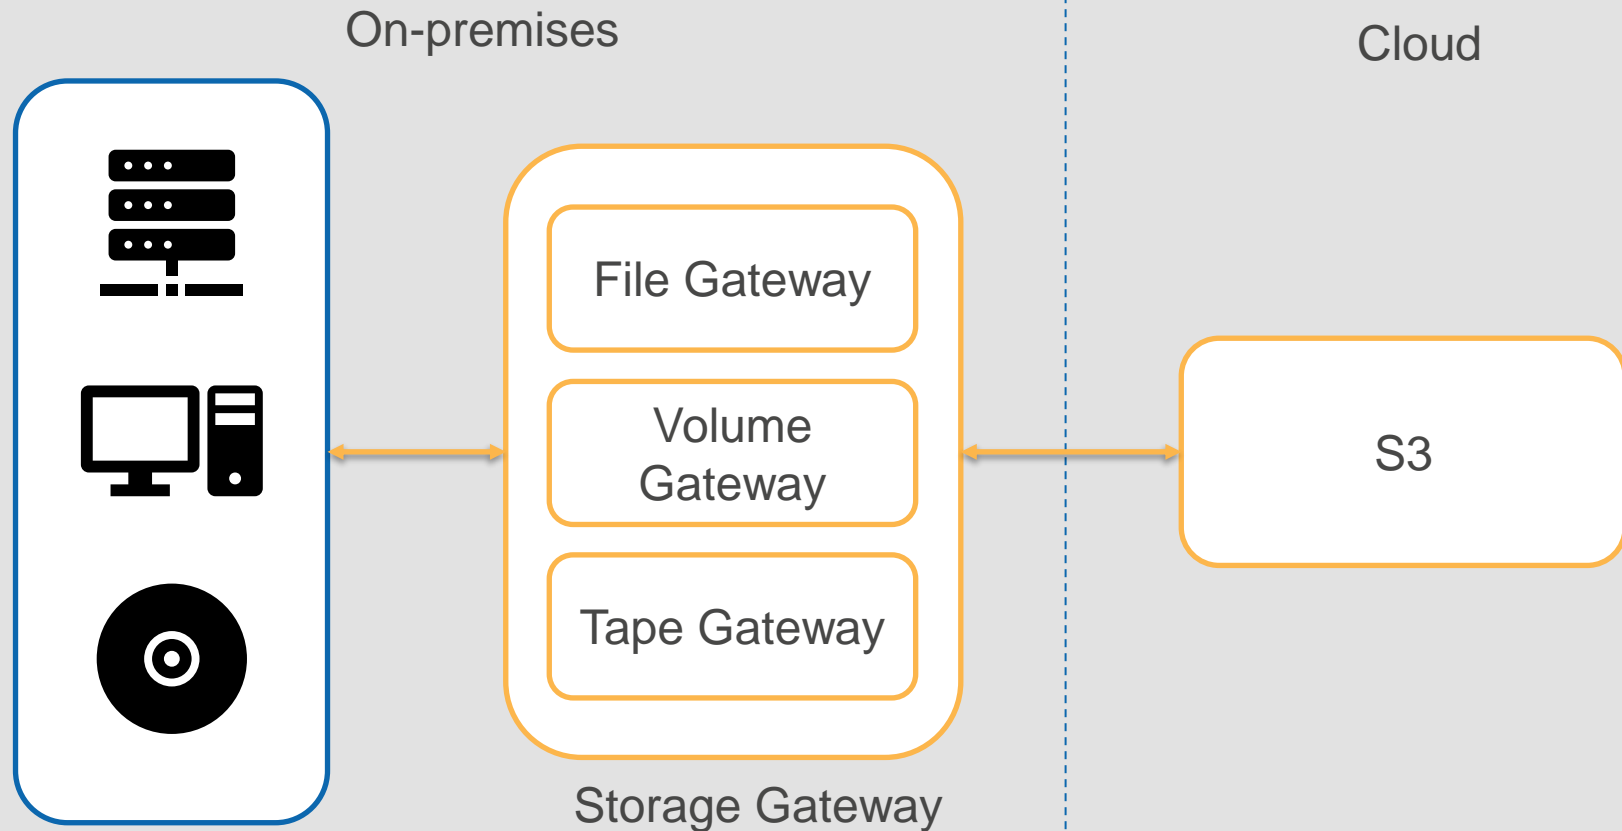 On-premises
Cloud
File Gateway
Volume
Gateway
Tape Gateway
Storage Gateway
S3